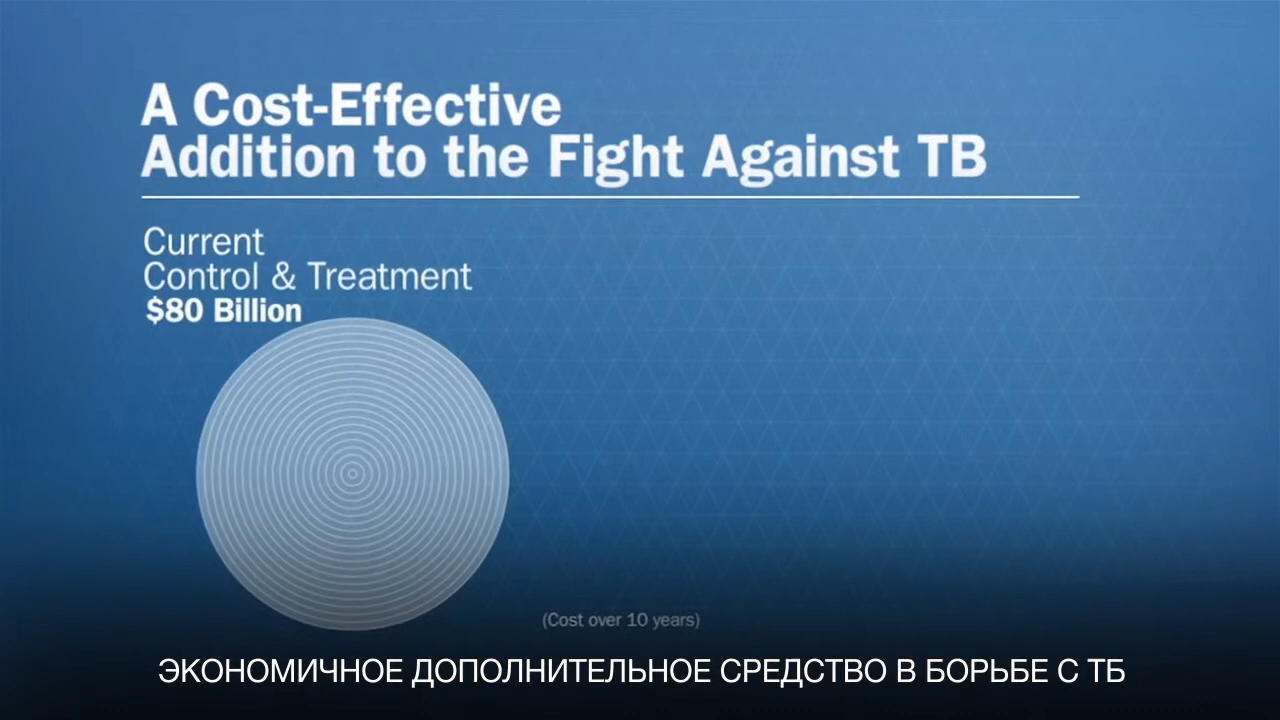 A Cost-Effective
Addition to the Fight Against TB
Current
Control & Treatment
$80 Billion
(Cost over 10 years)
ЭКОНОМИЧНОЕ ДОПОЛНИТЕЛЬНОЕ СРЕДСТВО В БОРЬБЕ С ТБ